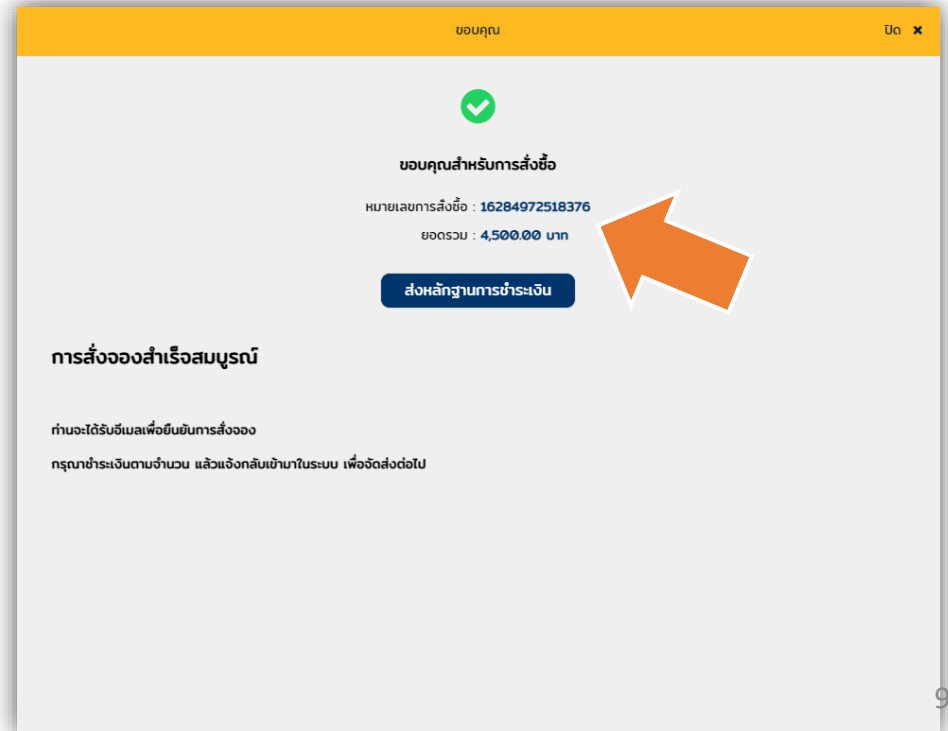 ขอบคุณ
ปิด ✖
ขอบคุณสำหรับการสั่งซื้อ
หมายเลขการสั่งซื้อ : 16284972518376
ยอดรวม : 4,500.00 บาท
ส่งหลักฐานการชำระเงิน
การสั่งจองสำเร็จสมบูรณ์
ท่านจะได้รับอีเมลเพื่อยืนยันการสั่งจอง
กรุณาชำระเงินตามจำนวน แล้วแจ้งกลับเข้ามาในระบบ เพื่อจัดส่งต่อไป
9